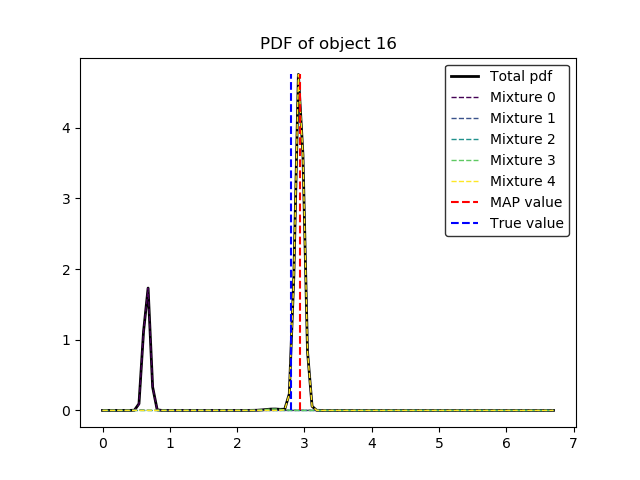 PDF of object 16
Total pdf
Mixture 0
Mixture 1
Mixture 2
Mixture 3
Mixture 4
MAP value
True value
4
3
2
1
0
0 1 2 3 4 5 6 7